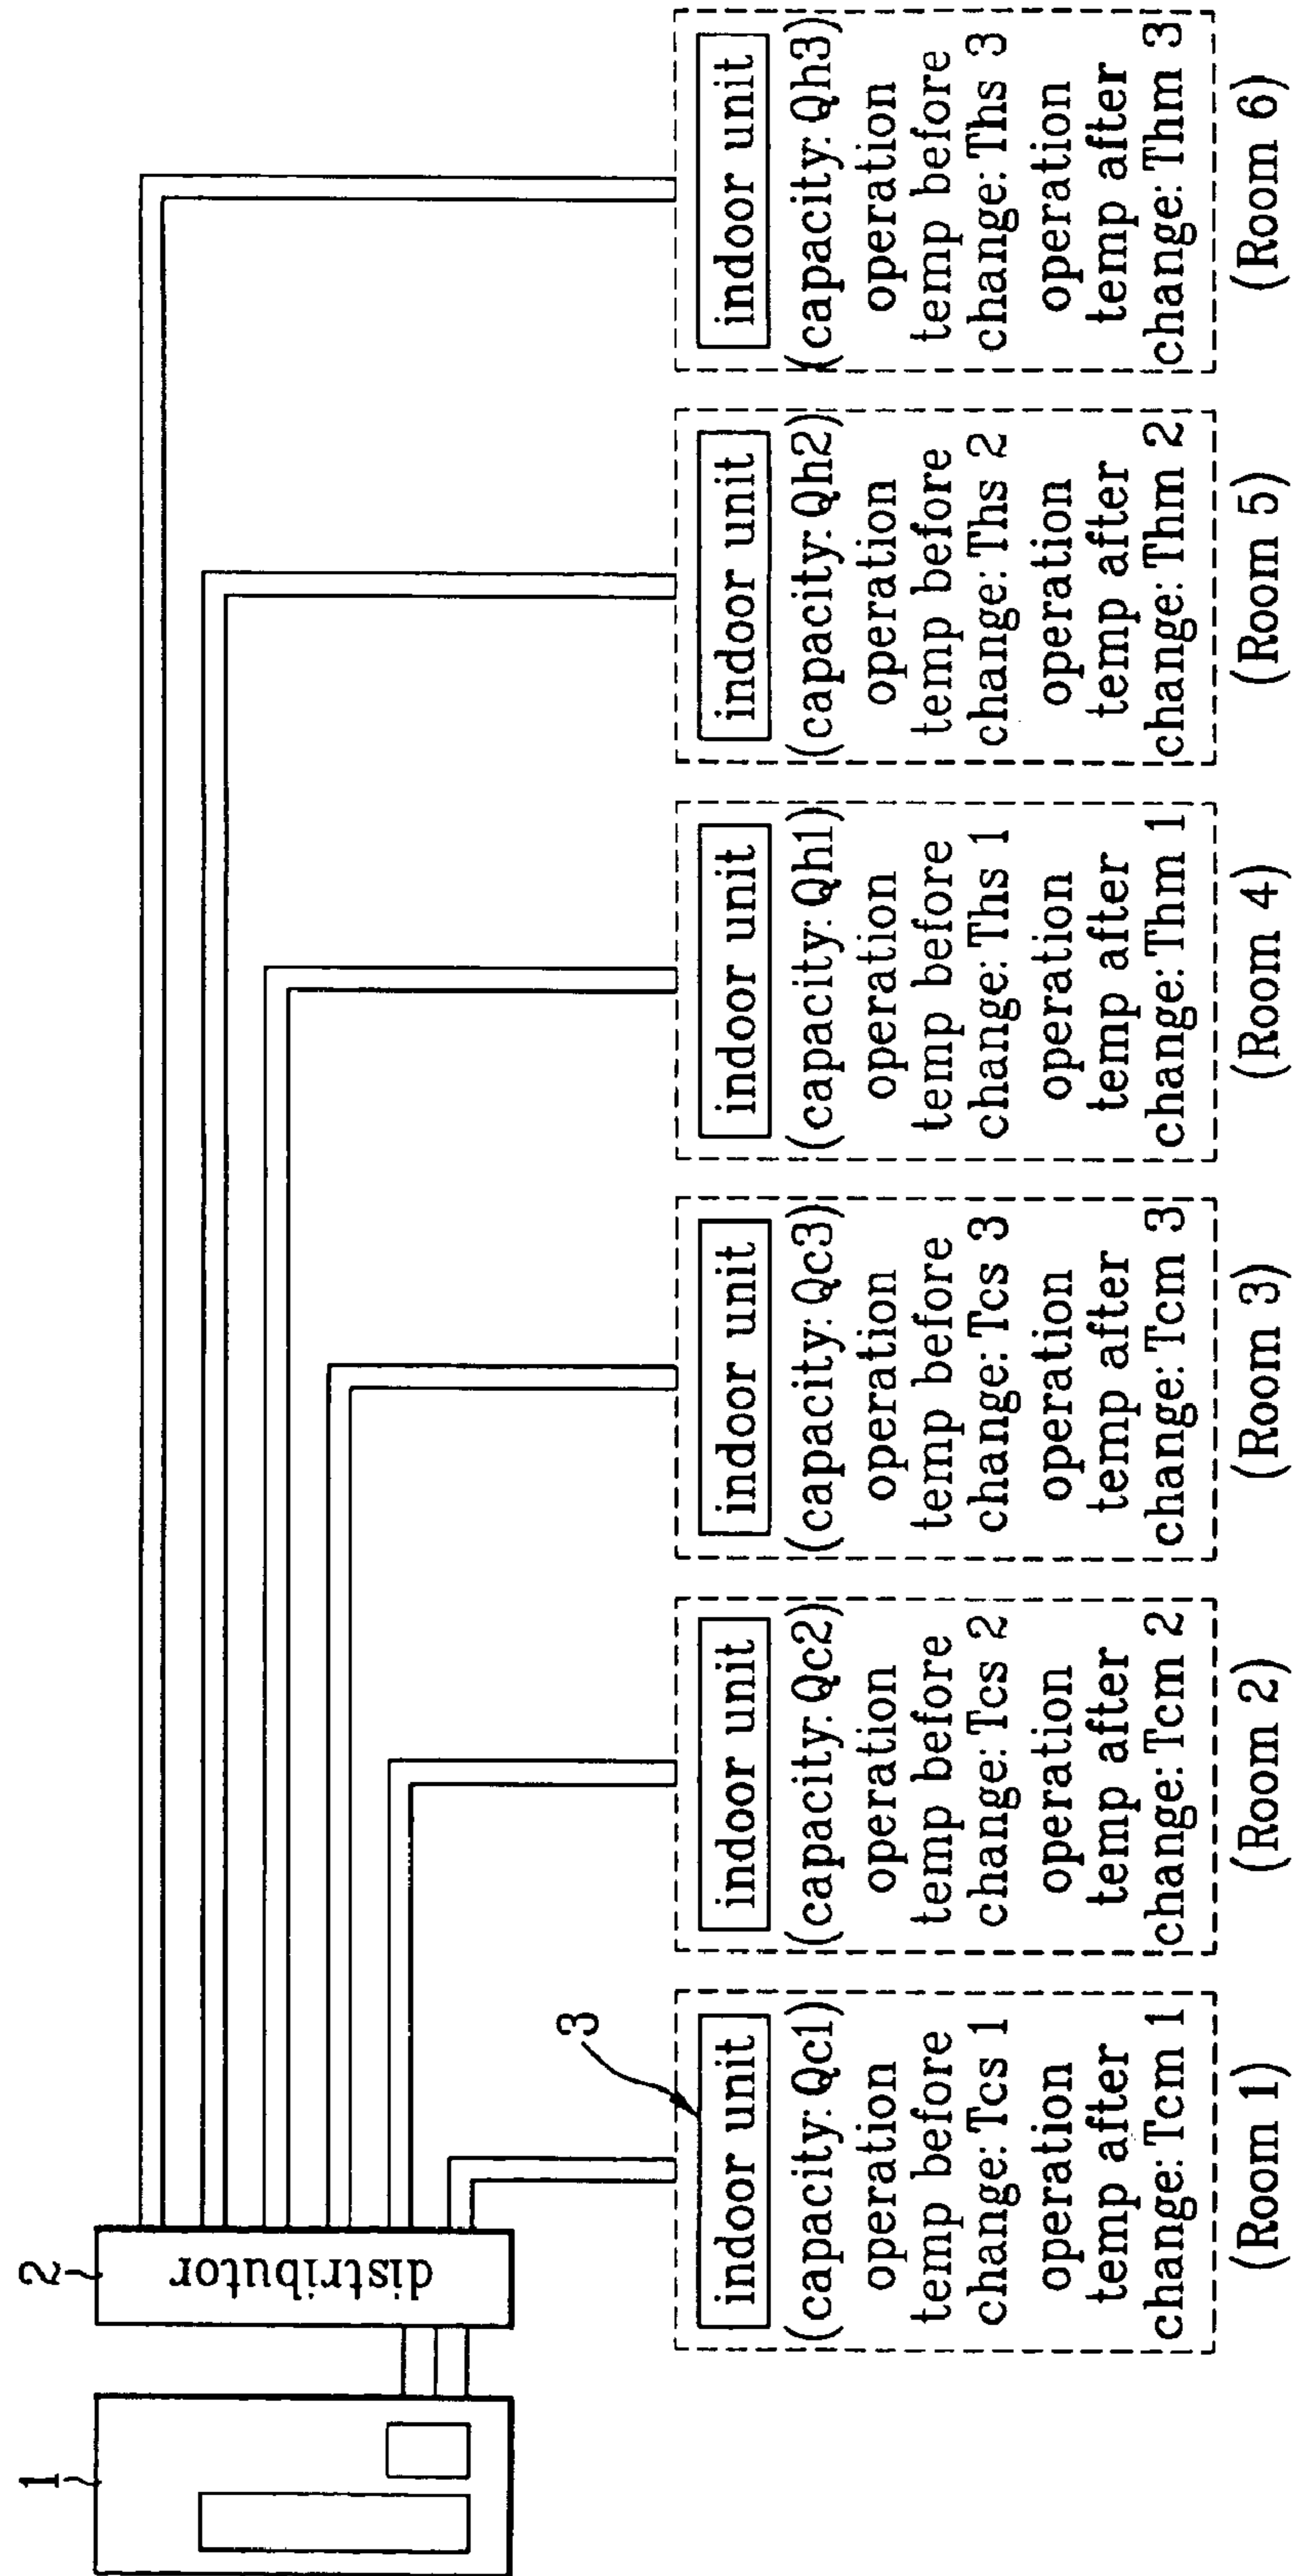 1
2
distributor
3
indoor unit
(capacity: Qc1)
operation
temp before
change: Tcs 1
operation
temp after
change: Tcm 1
(Room 1)
indoor unit
(capacity: Qc2)
operation
temp before
change: Tcs 2
operation
temp after
change: Tcm 2
(Room 2)
indoor unit
(capacity: Qc3)
operation
temp before
change: Tcs 3
operation
temp after
change: Tcm 3
(Room 3)
indoor unit
(capacity: Qh1)
operation
temp before
change: Ths 1
operation
temp after
change: Thm 1
(Room 4)
indoor unit
(capacity: Qh2)
operation
temp before
change: Ths 2
operation
temp after
change: Thm 2
(Room 5)
indoor unit
(capacity: Qh3)
operation
temp before
change: Ths 3
operation
temp after
change: Thm 3
(Room 6)